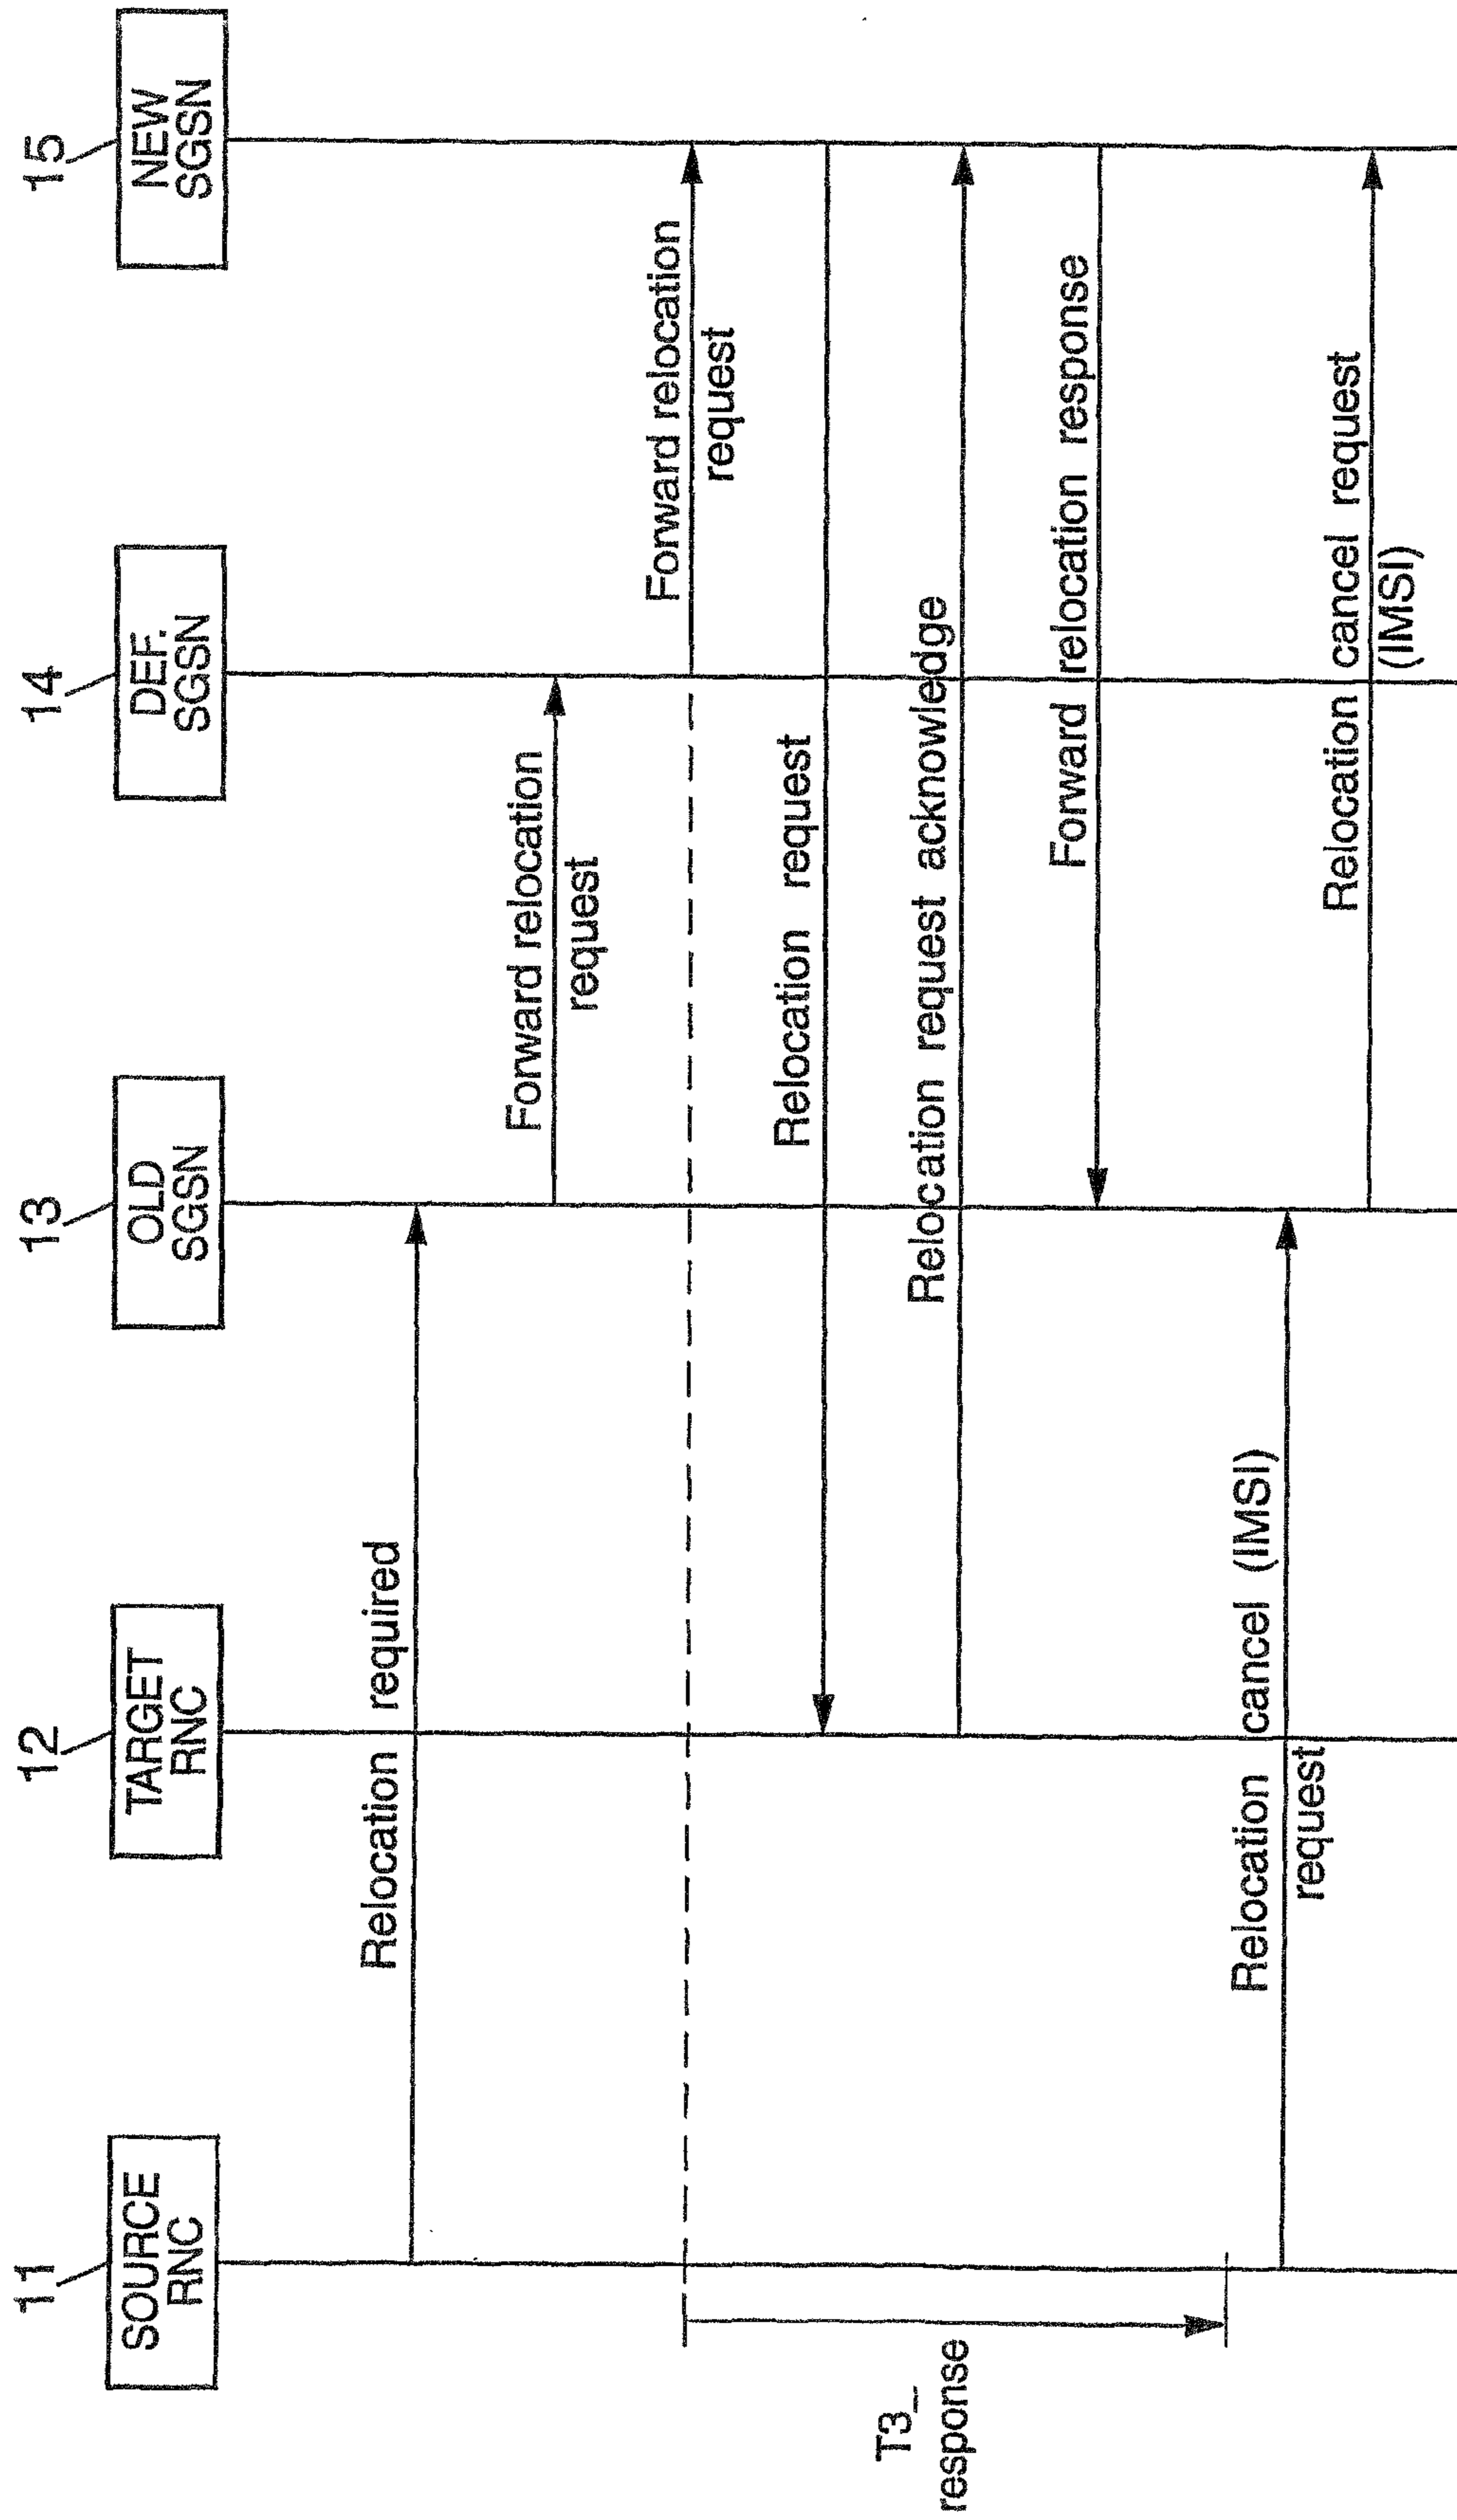 11
SOURCE
RNC
12
TARGET
RNC
13
OLD
SGSN
14
DEF.
SGSN
15
NEW
SGSN
Relocation required
Forward relocation
request
Forward relocation
request
Relocation request
Relocation request acknowledge
Forward relocation response
T3_
response
Relocation cancel (IMSI)
request
Relocation cancel request
(IMSI)